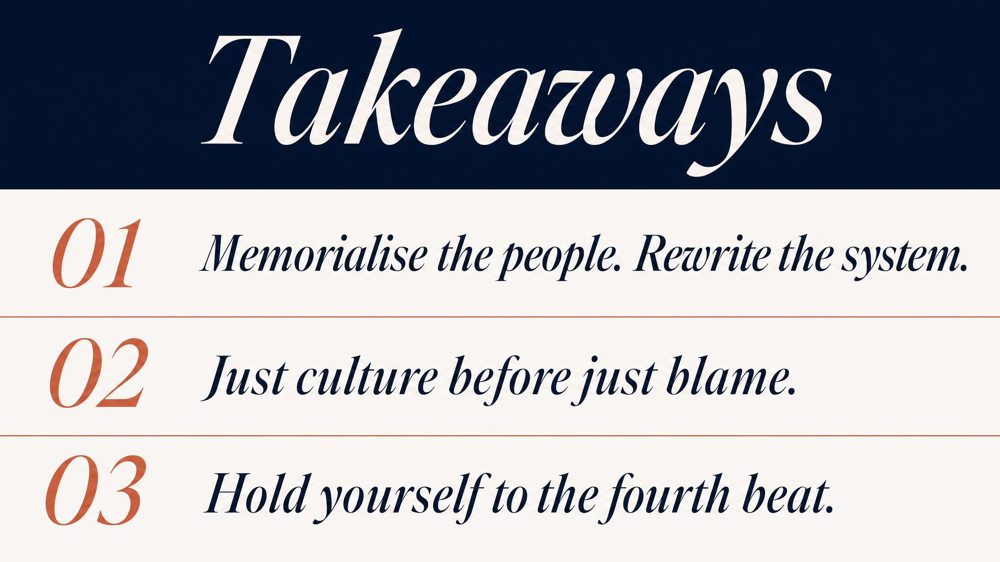 Takeaways
01 Memorialise the people. Rewrite the system.
02 Just culture before just blame.
03 Hold yourself to the fourth beat.